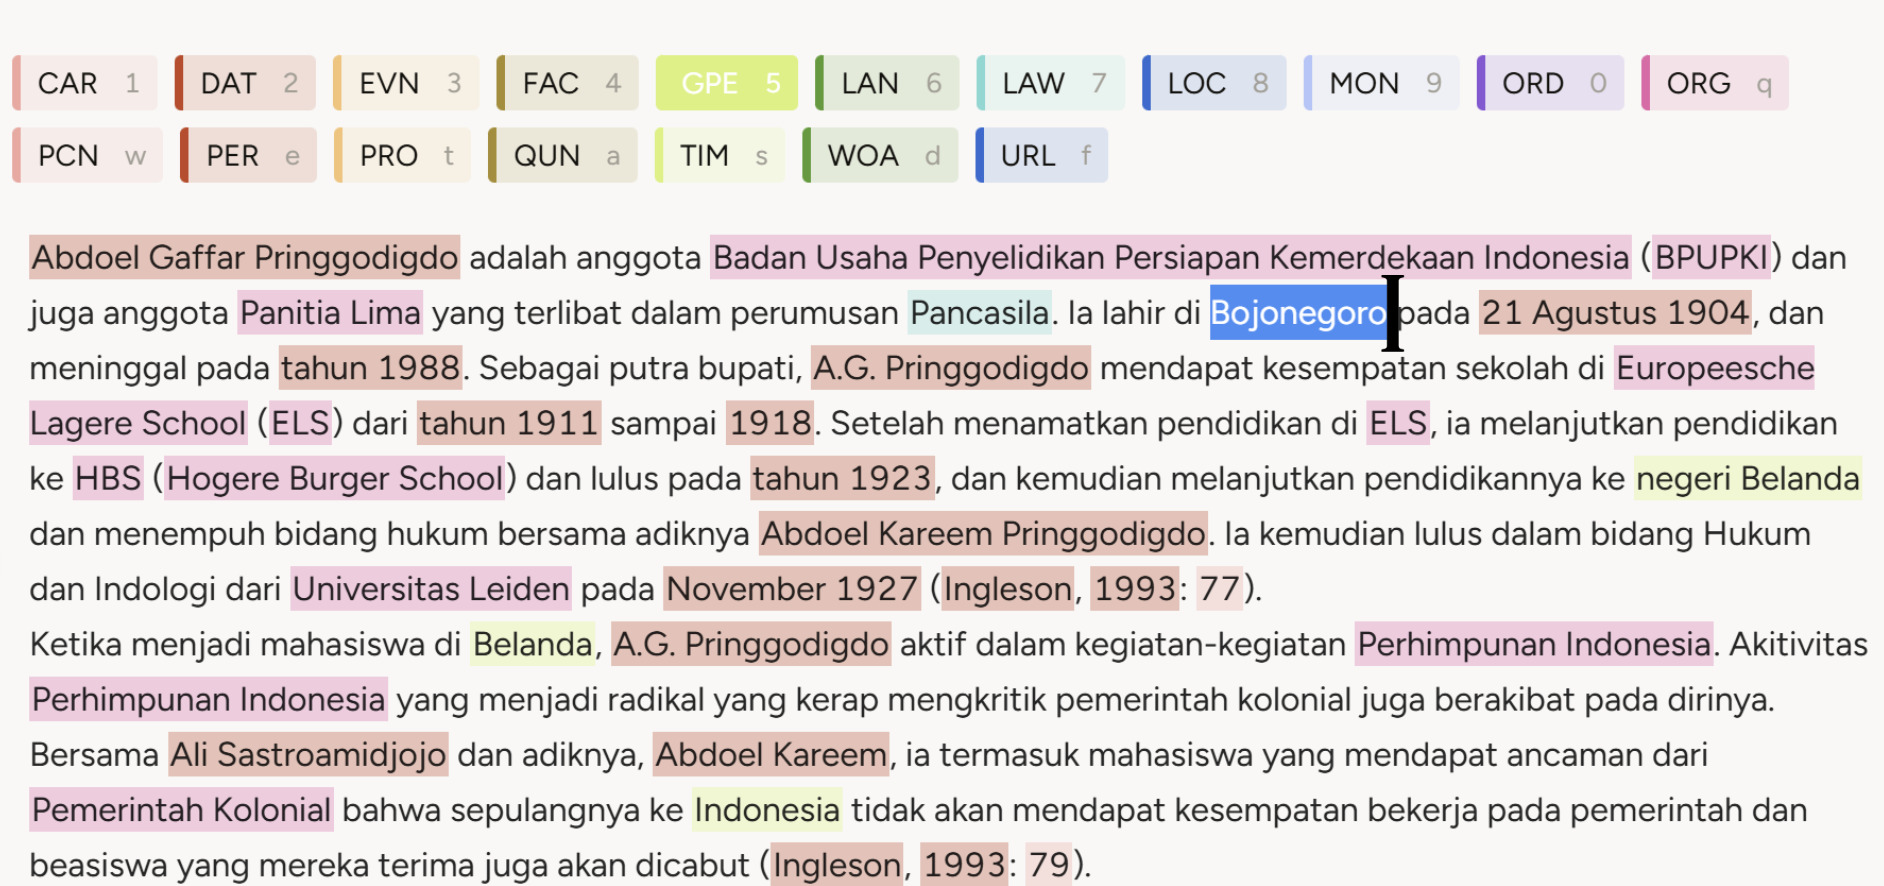 CAR 1 DAT 2 EVN 3 FAC 4 GPE 5 LAN 6 LAW 7 LOC 8 MON 9 ORD 0 ORG q
PCN w PER e PRO t QUN a TIM s WOA d URL f
Abdoel Gaffar Pringgodigdo adalah anggota Badan Usaha Penyelidikan Persiapan Kemerdekaan Indonesia (BPUPKI) dan
juga anggota Panitia Lima yang terlibat dalam perumusan Pancasila. Ia lahir di Bojonegoro pada 21 Agustus 1904, dan
meninggal pada tahun 1988. Sebagai putra bupati, A.G. Pringgodigdo mendapat kesempatan sekolah di Europeesche
Lagere School (ELS) dari tahun 1911 sampai 1918. Setelah menamatkan pendidikan di ELS, ia melanjutkan pendidikan
ke HBS (Hogere Burger School) dan lulus pada tahun 1923, dan kemudian melanjutkan pendidikannya ke negeri Belanda
dan menempuh bidang hukum bersama adiknya Abdoel Kareem Pringgodigdo. Ia kemudian lulus dalam bidang Hukum
dan Indologi dari Universitas Leiden pada November 1927 (Ingleson, 1993: 77).
Ketika menjadi mahasiswa di Belanda, A.G. Pringgodigdo aktif dalam kegiatan-kegiatan Perhimpunan Indonesia. Akitivitas
Perhimpunan Indonesia yang menjadi radikal yang kerap mengkritik pemerintah kolonial juga berakibat pada dirinya.
Bersama Ali Sastroamidjojo dan adiknya, Abdoel Kareem, ia termasuk mahasiswa yang mendapat ancaman dari
Pemerintah Kolonial bahwa sepulangnya ke Indonesia tidak akan mendapat kesempatan bekerja pada pemerintah dan
beasiswa yang mereka terima juga akan dicabut (Ingleson, 1993: 79).